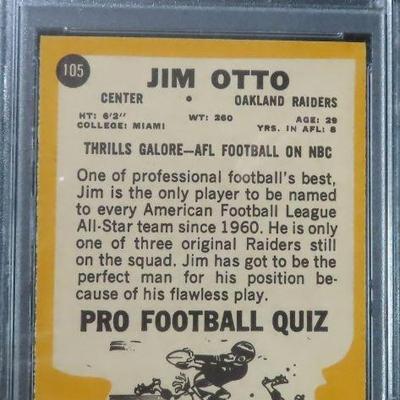 105
JIM OTTO
CENTER • OAKLAND RAIDERS
HT: 6'2" WT: 260 AGE: 29
COLLEGE: MIAMI YRS. IN AFL: 8
THRILLS GALORE—AFL FOOTBALL ON NBC
One of professional football's best,
Jim is the only player to be named
to every American Football League
All-Star team since 1960. He is only
one of three original Raiders still
on the squad. Jim has got to be the
perfect man for his position be-
cause of his flawless play.
PRO FOOTBALL QUIZ